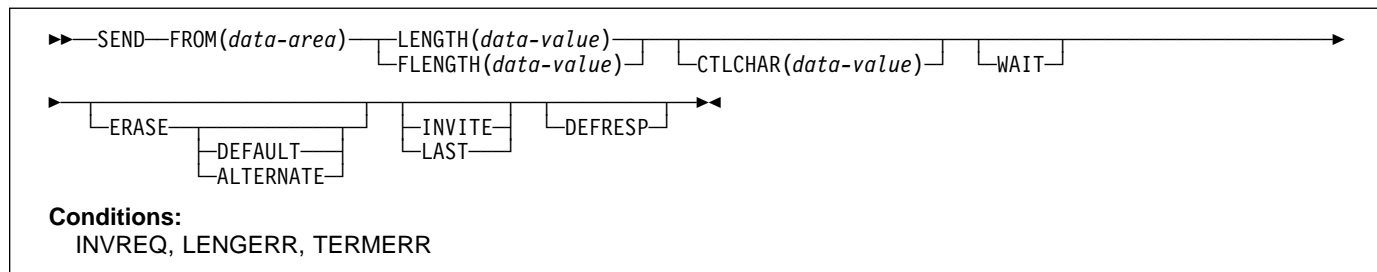 SEND FROM(data-area) LENGTH(data-value)
FLENGTH(data-value) CTLCHAR(data-value) WAIT
ERASE INVITE DEFRESP
DEFAULT LAST
ALTERNATE
Conditions:
INVREQ, LENGERR, TERMERR